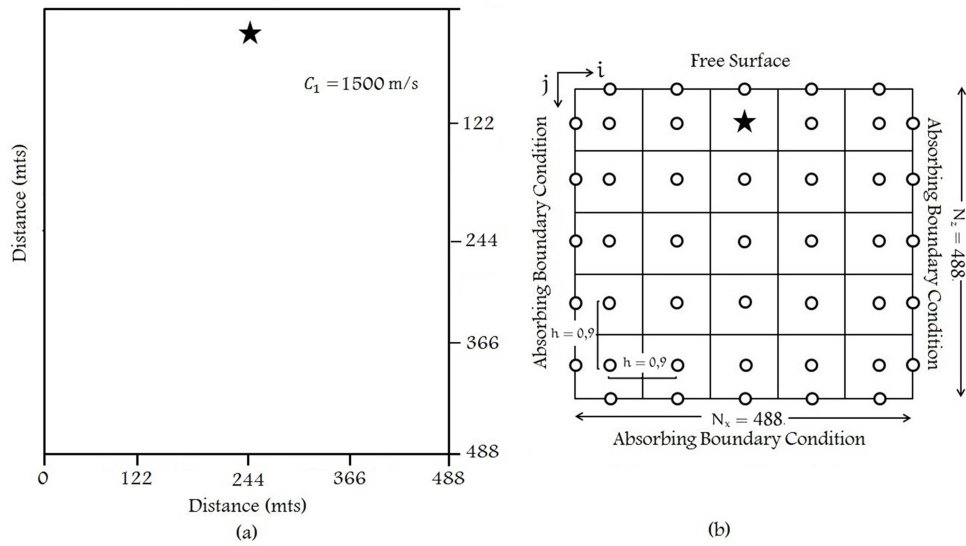 C₁ = 1500 m/s
122
244
366
488
Distance (mts)
0
122
244
366
488
Distance (mts)
(a)
Free Surface
i
j
Absorbing Boundary Condition
Absorbing Boundary Condition
N_z = 488.
h = 0,9
h = 0,9
N_x = 488.
Absorbing Boundary Condition
(b)